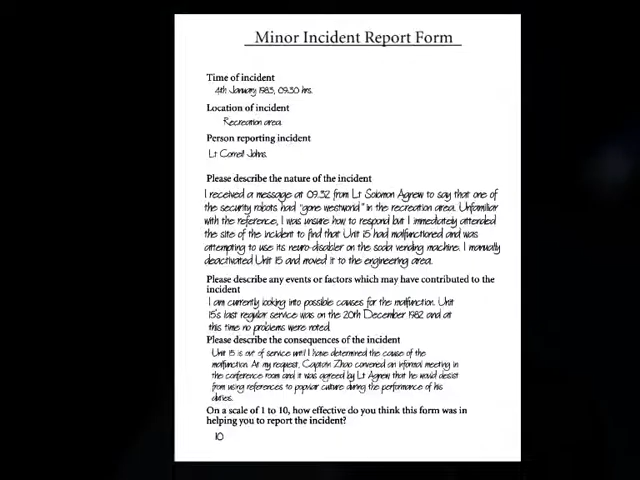 Minor Incident Report Form
Time of incident
4th January 1983, 09.30 hrs.
Location of incident
Recreation area.
Person reporting incident
Lt Correll Johns.
Please describe the nature of the incident
I received a message at 09.32 from Lt Solomon Agnew to say that one of
the security robots had "gone westworld" in the recreation area. Unfamiliar
with the reference, I was unsure how to respond but I immediately attended
the site of the incident to find that Unit 15 had malfunctioned and was
attempting to use its neuro-disabler on the soda vending machine. I manually
deactivated Unit 15 and moved it to the engineering area.
Please describe any events or factors which may have contributed to the
incident
I am currently looking into possible causes for the malfunction. Unit
15's last regular service was on the 20th December 1982 and at
this time no problems were noted.
Please describe the consequences of the incident
Unit 15 is out of service until I have determined the cause of the
malfunction. At my request, Captain Zhao convened an informal meeting in
the conference room and it was agreed by Lt Agnew that he would desist
from using references to popular culture during the performance of his
duties.
On a scale of 1 to 10, how effective do you think this form was in
helping you to report the incident?
10